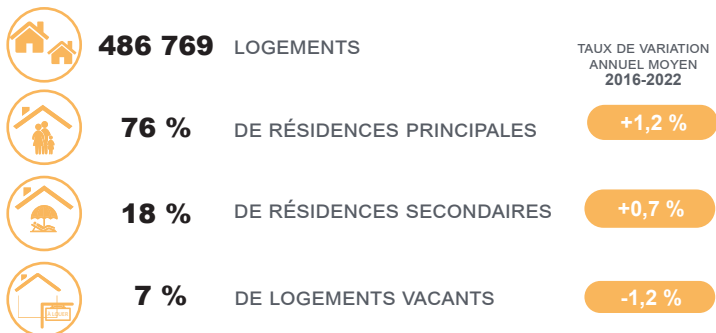 486 769 LOGEMENTS
TAUX DE VARIATION
ANNUEL MOYEN
2016-2022
76 % DE RÉSIDENCES PRINCIPALES +1,2 %
18 % DE RÉSIDENCES SECONDAIRES +0,7 %
7 % DE LOGEMENTS VACANTS -1,2 %